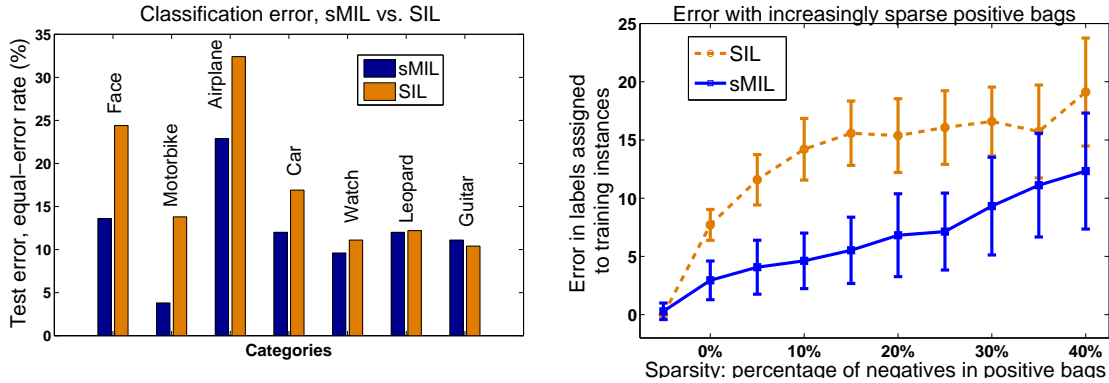 Classification error, sMIL vs. SIL
Test error, equal–error rate (%)
35
30
25
20
15
10
5
0
Face
Motorbike
Airplane
Car
Watch
Leopard
Guitar
sMIL
SIL
Categories
Error with increasingly sparse positive bags
Error in labels assigned
to training instances
25
20
15
10
5
0
SIL
sMIL
0% 10% 20% 30% 40%
Sparsity: percentage of negatives in positive bags